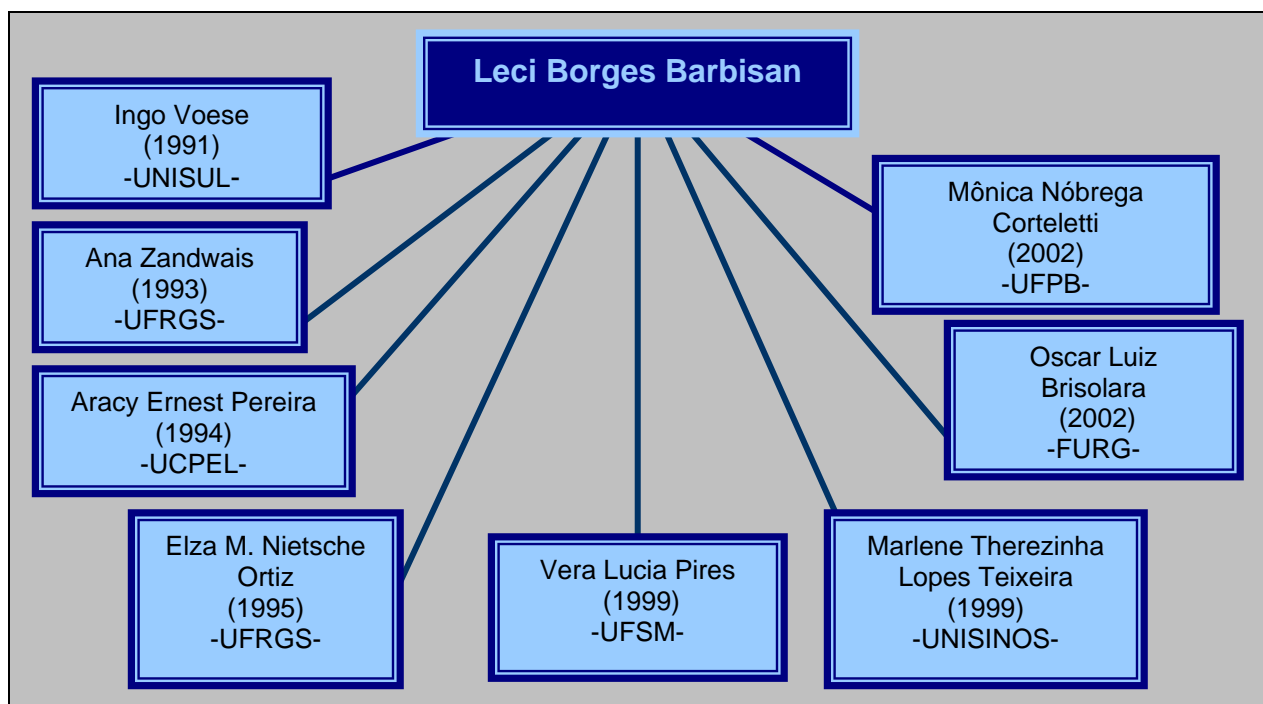 Leci Borges Barbisan
Ingo Voese
(1991)
-UNISUL-
Ana Zandwais
(1993)
-UFRGS-
Aracy Ernest Pereira
(1994)
-UCPEL-
Elza M. Nietsche
Ortiz
(1995)
-UFRGS-
Vera Lucia Pires
(1999)
-UFSM-
Marlene Therezinha
Lopes Teixeira
(1999)
-UNISINOS-
Oscar Luiz
Brisolara
(2002)
-FURG-
Mônica Nóbrega
Corteletti
(2002)
-UFPB-